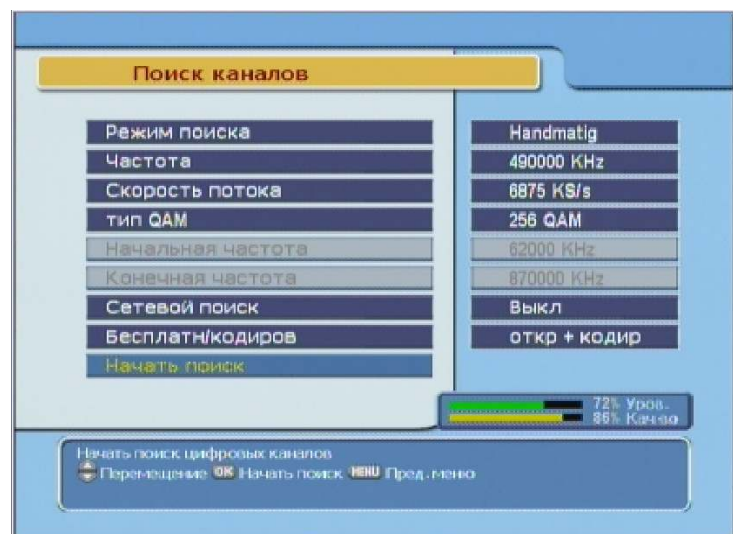 Поиск каналов
Режим поиска Handmatig
Частота 490000 KHz
Скорость потока 6875 KS/s
тип QAM 256 QAM
Начальная частота 62000 KHz
Конечная частота 870000 KHz
Сетевой поиск Выкл
Бесплатн/кодиров откр + кодир
Начать поиск
72% Уров.
86% Кач-во
Начать поиск цифровых каналов
Перемещение OK Начать поиск MENU Пред.меню